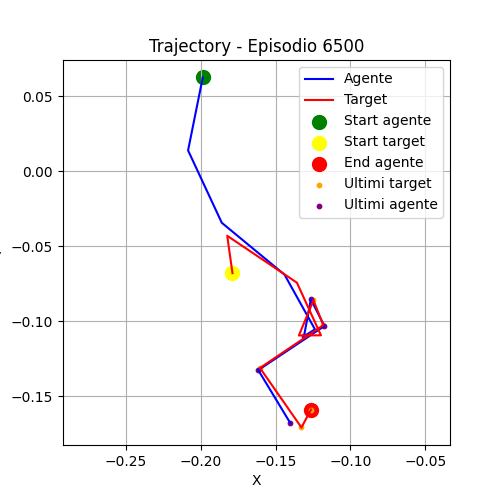 Trajectory - Episodio 6500
Agente
Target
Start agente
Start target
End agente
Ultimi target
Ultimi agente
0.05
0.00
−0.05
−0.10
−0.15
−0.25
−0.20
−0.15
−0.10
−0.05
X